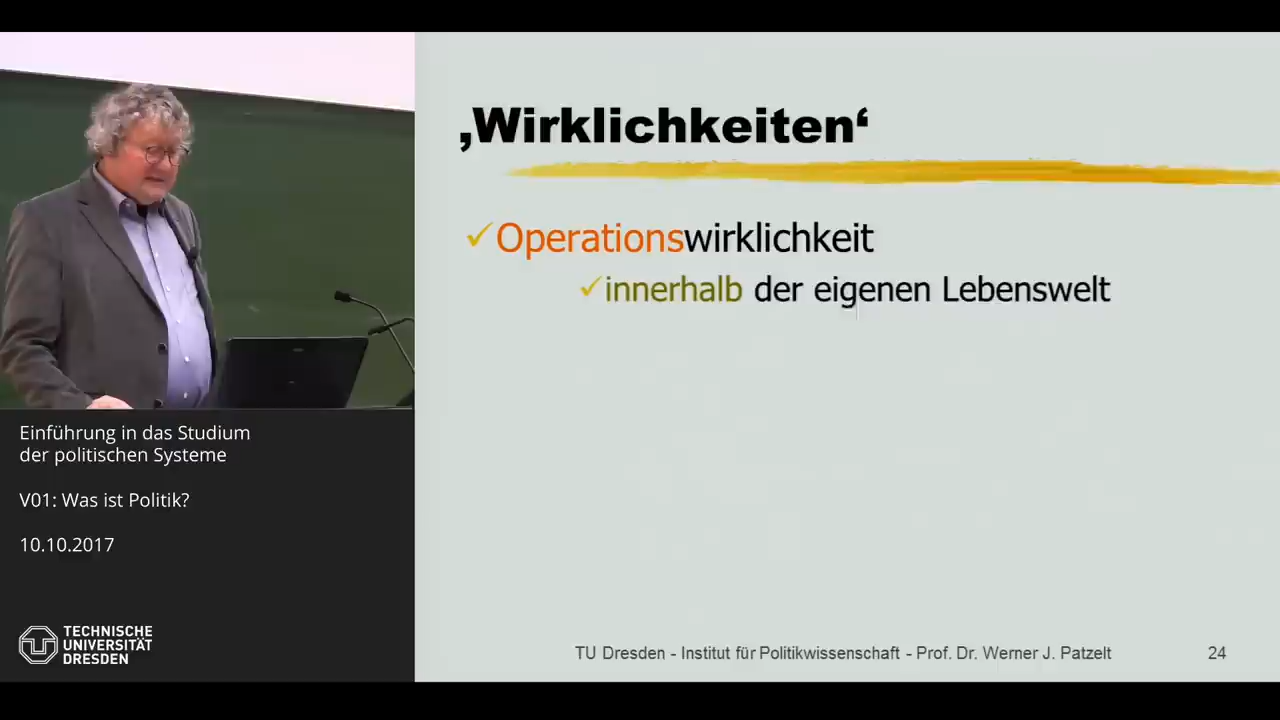 ‚Wirklichkeiten‘
Operationswirklichkeit
innerhalb der eigenen Lebenswelt
Einführung in das Studium
der politischen Systeme
V01: Was ist Politik?
10.10.2017
TECHNISCHE
UNIVERSITÄT
DRESDEN
TU Dresden - Institut für Politikwissenschaft - Prof. Dr. Werner J. Patzelt
24